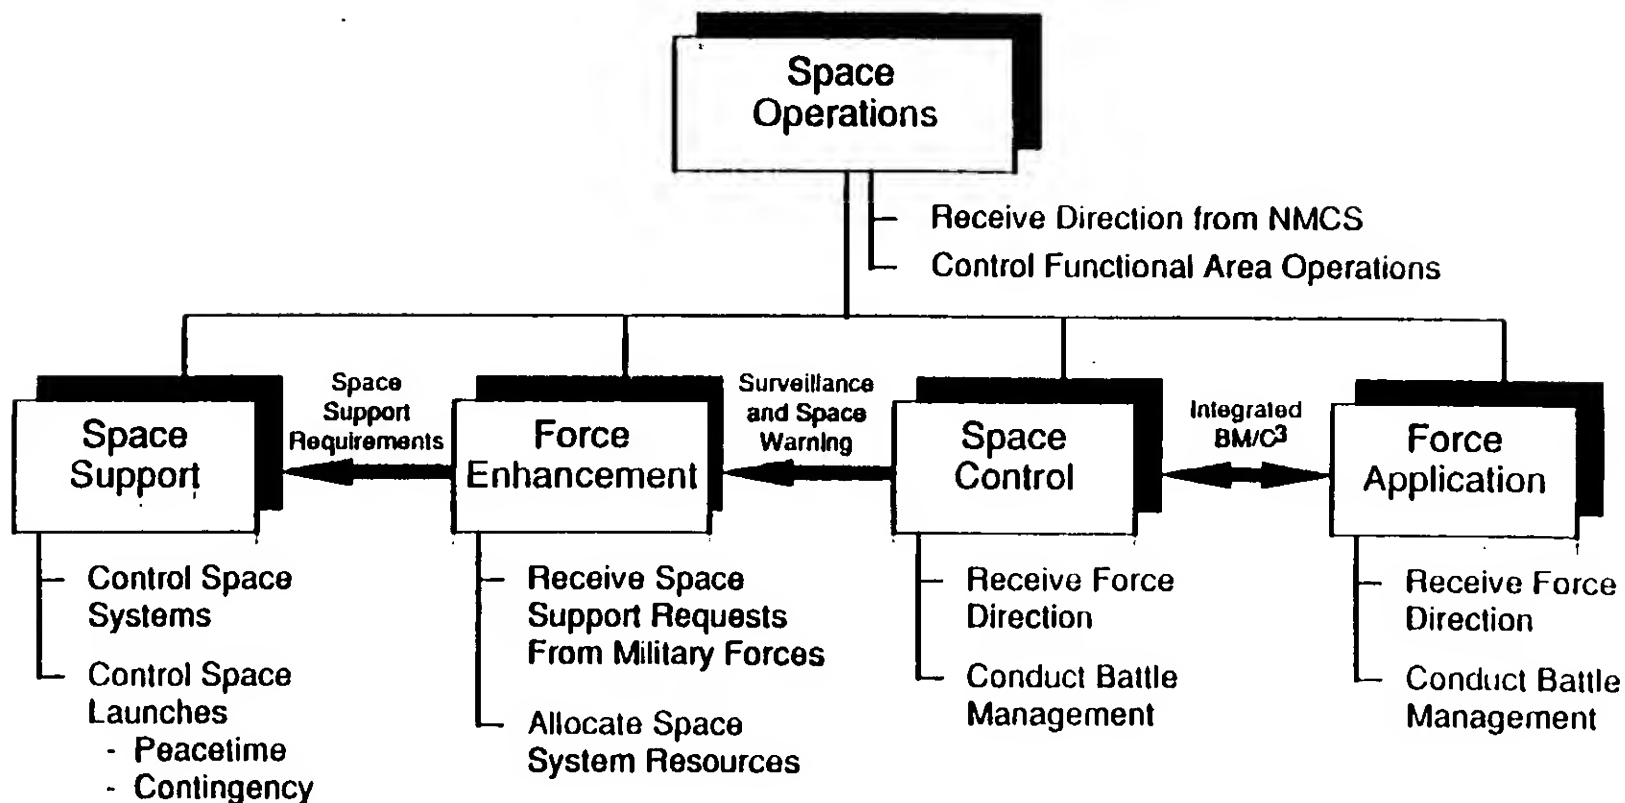 Space
Operations
Receive Direction from NMCS
Control Functional Area Operations
Space
Support
Requirements
Surveillance
and Space
Warning
Integrated
BM/C³
Space
Support
Force
Enhancement
Space
Control
Force
Application
Control Space
Systems
Control Space
Launches
- Peacetime
- Contingency
Receive Space
Support Requests
From Military Forces
Allocate Space
System Resources
Receive Force
Direction
Conduct Battle
Management
Receive Force
Direction
Conduct Battle
Management